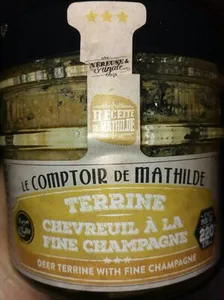 RECETTE
DE MATHILDE
LE COMPTOIR DE MATHILDE
TERRINE
CHEVREUIL À LA
FINE CHAMPAGNE
DEER TERRINE WITH FINE CHAMPAGNE